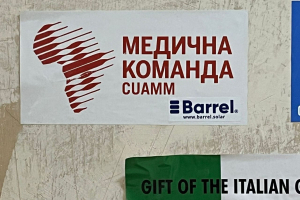 МЕДИЧНА
КОМАНДА
CUAMM
Barrel®
www.barrel.solar
GIFT OF THE ITALIAN